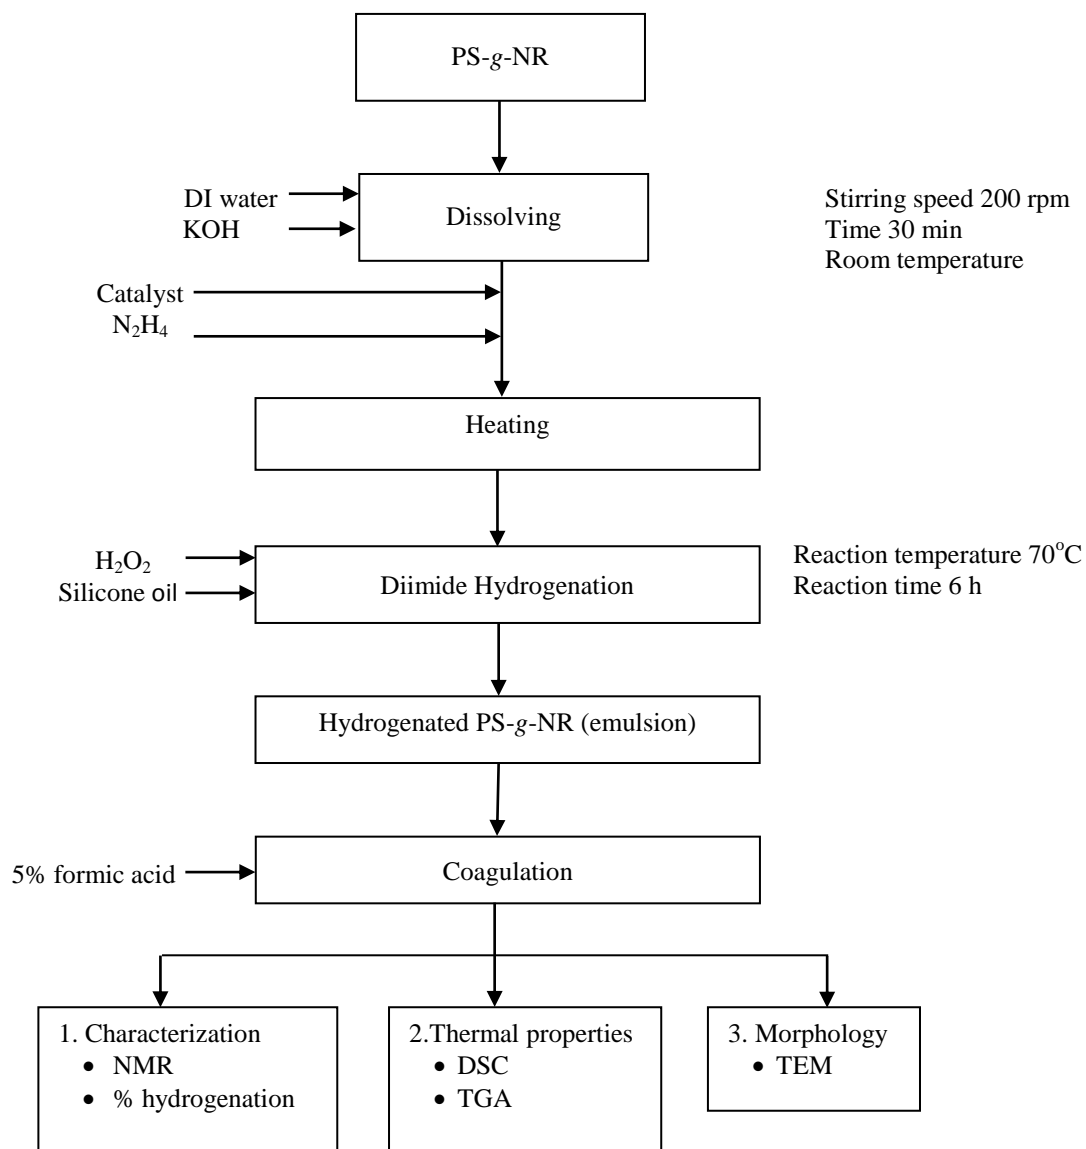 PS-g-NR
DI water
KOH
Dissolving
Stirring speed 200 rpm
Time 30 min
Room temperature
Catalyst
N₂H₄
Heating
H₂O₂
Silicone oil
Diimide Hydrogenation
Reaction temperature 70°C
Reaction time 6 h
Hydrogenated PS-g-NR (emulsion)
5% formic acid
Coagulation
1. Characterization
• NMR
• % hydrogenation
2.Thermal properties
• DSC
• TGA
3. Morphology
• TEM